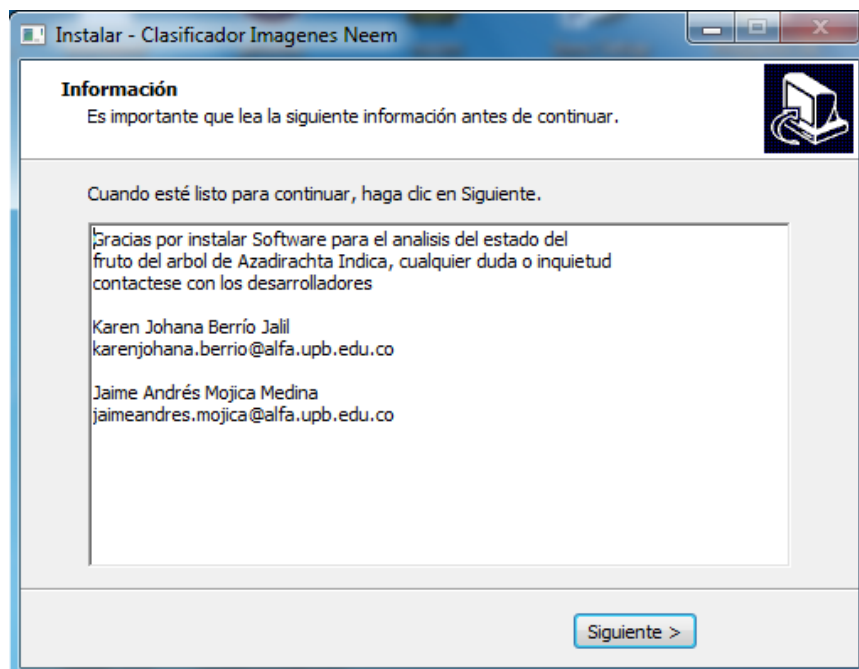 Instalar - Clasificador Imagenes Neem
Información
Es importante que lea la siguiente información antes de continuar.
Cuando esté listo para continuar, haga clic en Siguiente.
Gracias por instalar Software para el analisis del estado del
fruto del arbol de Azadirachta Indica, cualquier duda o inquietud
contactese con los desarrolladores
Karen Johana Berrío Jalil
karenjohana.berrio@alfa.upb.edu.co
Jaime Andrés Mojica Medina
jaimeandres.mojica@alfa.upb.edu.co
Siguiente >